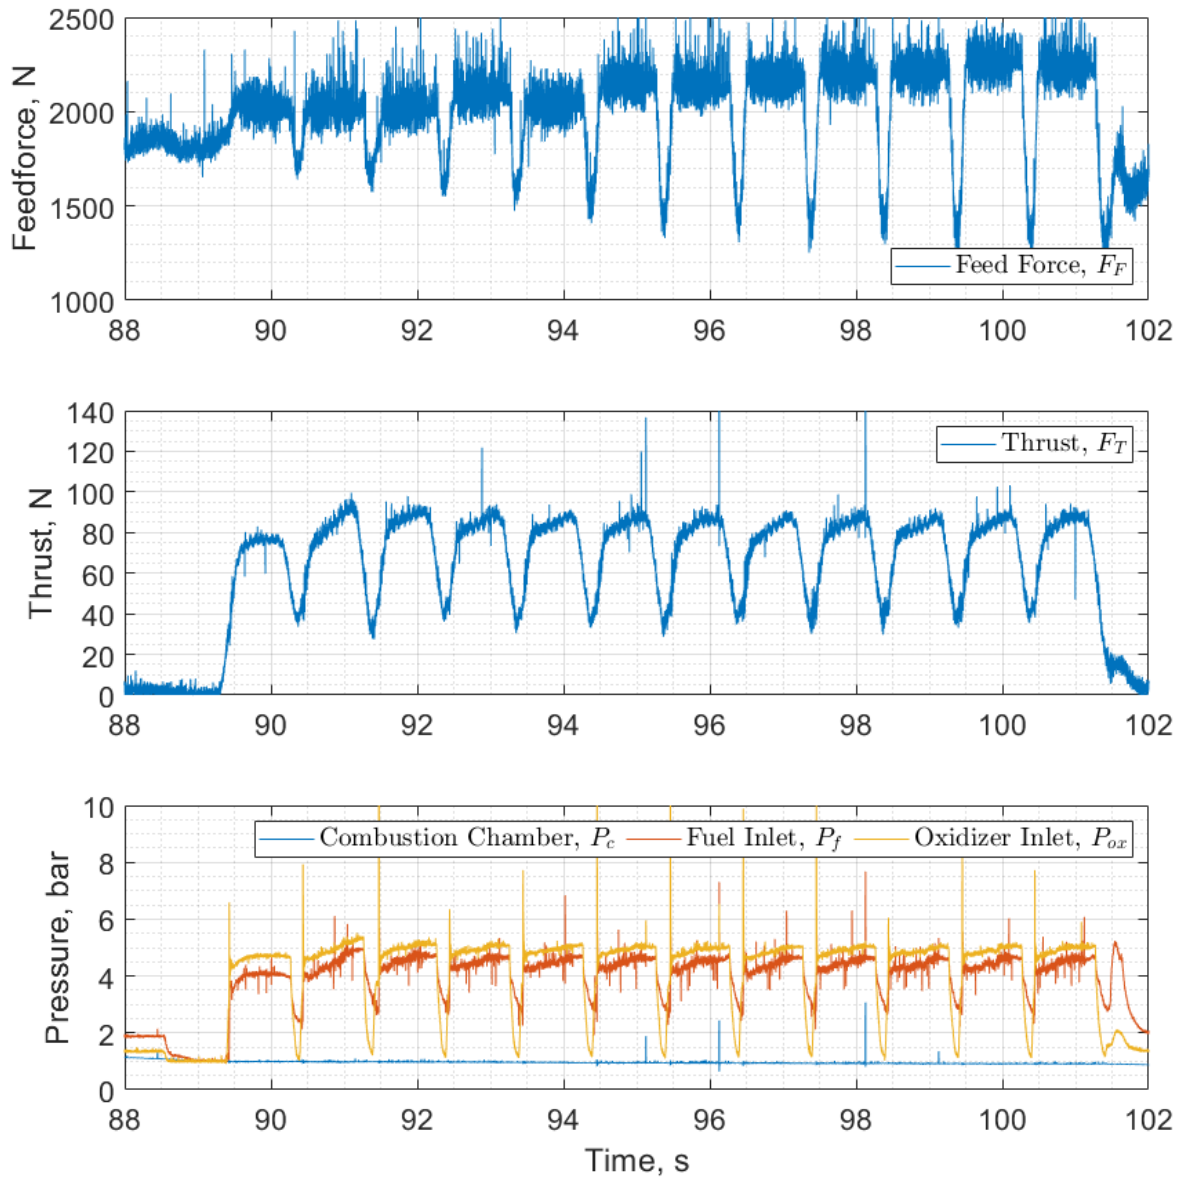 2500
2000
1500
1000
Feedforce, N
Feed Force, F_F
88 90 92 94 96 98 100 102
140
120
100
80
60
40
20
0
Thrust, N
Thrust, F_T
88 90 92 94 96 98 100 102
10
8
6
4
2
0
Pressure, bar
Combustion Chamber, P_c Fuel Inlet, P_f Oxidizer Inlet, P_ox
88 90 92 94 96 98 100 102
Time, s